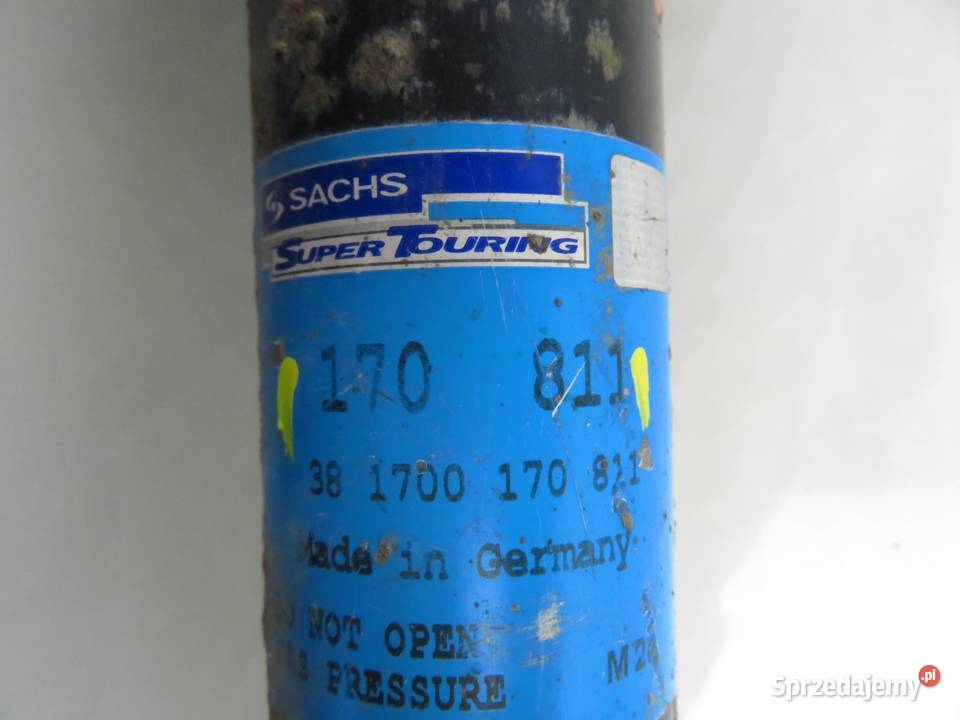 SACHS
SUPER TOURING
170 811
38 1700 170 811
Made in Germany
NOT OPEN
PRESSURE
Sprzedajemy.pl